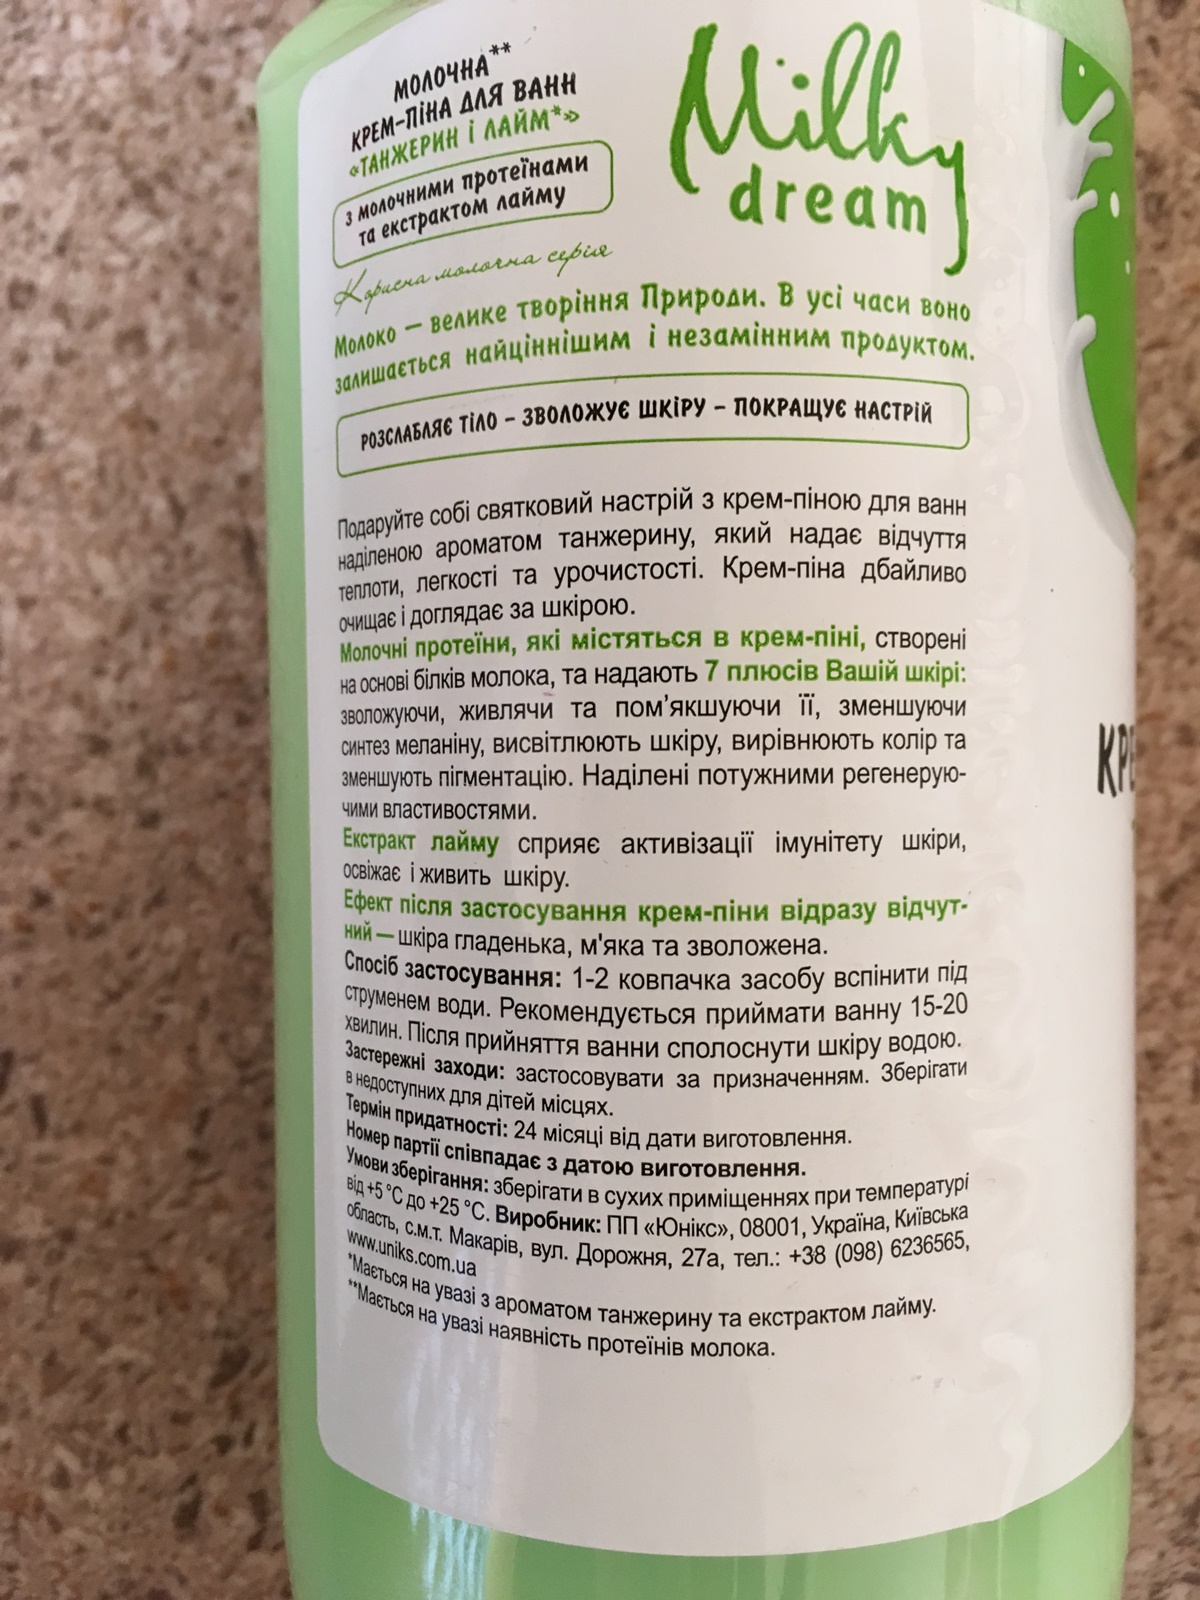 МОЛОЧНА**
КРЕМ-ПІНА ДЛЯ ВАНН
«ТАНЖЕРИН І ЛАЙМ*»
з молочними протеїнами
та екстрактом лайму
Корисна молочна серія
Milky
dream
Молоко — велике творіння Природи. В усі часи воно
залишається найціннішим і незамінним продуктом.
РОЗСЛАБЛЯЄ ТІЛО – ЗВОЛОЖУЄ ШКІРУ – ПОКРАЩУЄ НАСТРІЙ
Подаруйте собі святковий настрій з крем-піною для ванн
наділеною ароматом танжерину, який надає відчуття
теплоти, легкості та урочистості. Крем-піна дбайливо
очищає і доглядає за шкірою.
Молочні протеїни, які містяться в крем-піні, створені
на основі білків молока, та надають 7 плюсів Вашій шкірі:
зволожуючи, живлячи та пом’якшуючи її, зменшуючи
синтез меланіну, висвітлюють шкіру, вирівнюють колір та
зменшують пігментацію. Наділені потужними регенерую-
чими властивостями.
Екстракт лайму сприяє активізації імунітету шкіри,
освіжає і живить шкіру.
Ефект після застосування крем-піни відразу відчут-
ний — шкіра гладенька, м'яка та зволожена.
Спосіб застосування: 1-2 ковпачка засобу вспінити під
струменем води. Рекомендується приймати ванну 15-20
хвилин. Після прийняття ванни сполоснути шкіру водою.
Застережні заходи: застосовувати за призначенням. Зберігати
в недоступних для дітей місцях.
Термін придатності: 24 місяці від дати виготовлення.
Номер партії співпадає з датою виготовлення.
Умови зберігання: зберігати в сухих приміщеннях при температурі
від +5 °С до +25 °С. Виробник: ПП «Юнікс», 08001, Україна, Київська
область, с.м.т. Макарів, вул. Дорожня, 27а, тел.: +38 (098) 6236565,
www.uniks.com.ua
*Мається на увазі з ароматом танжерину та екстрактом лайму.
**Мається на увазі наявність протеїнів молока.